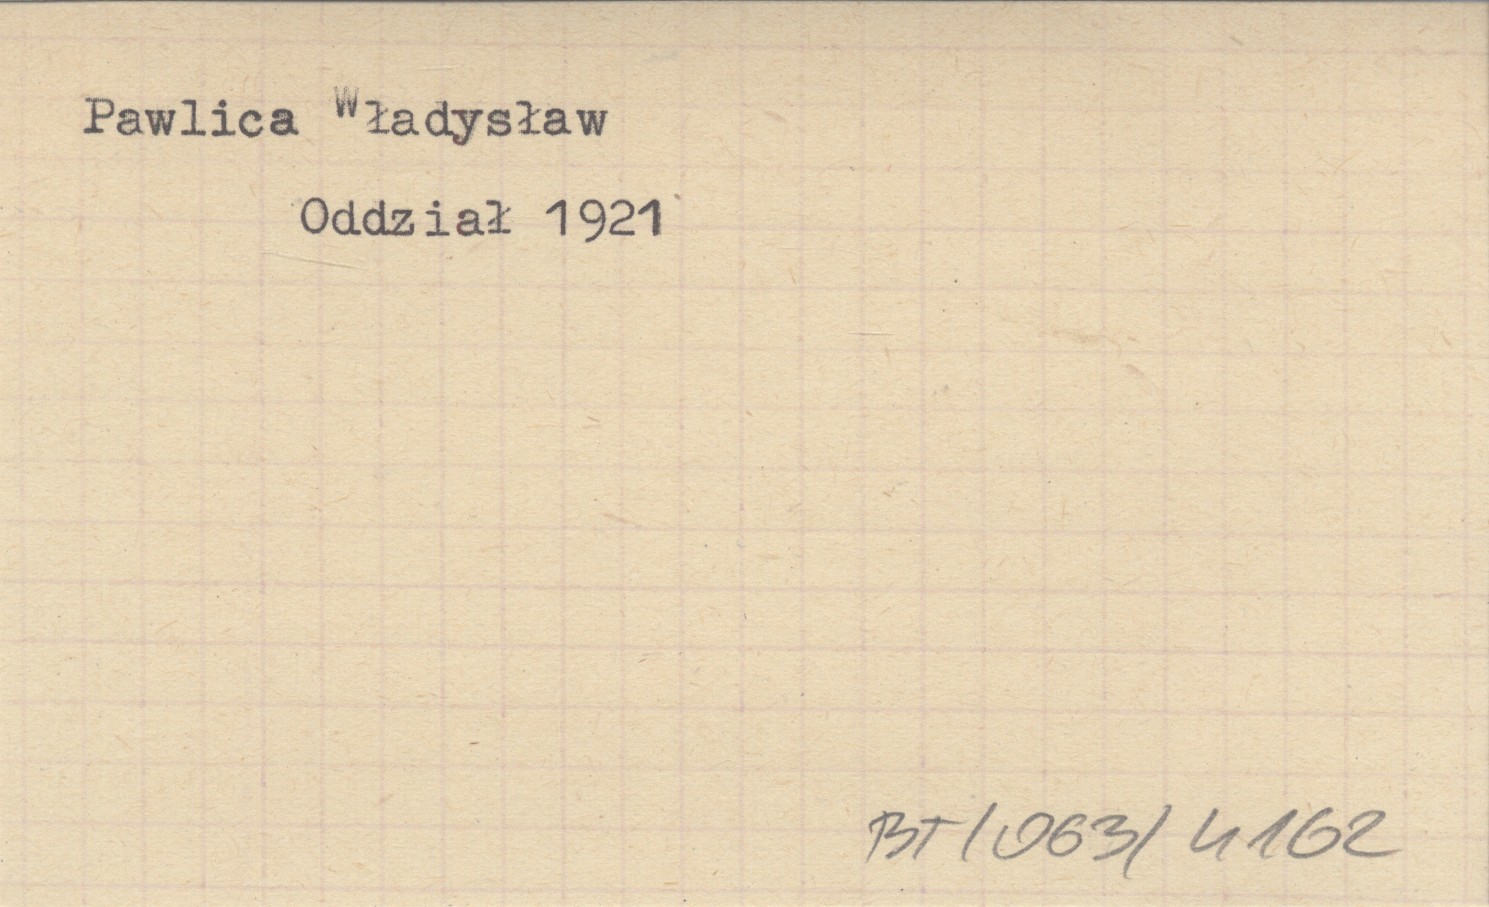 Pawlica Władysław
Oddział 1921
BT/063/4162